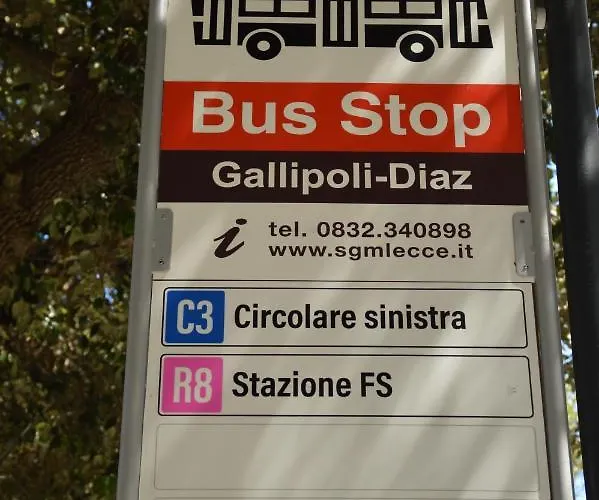 Bus Stop
Gallipoli-Diaz
i tel. 0832.340898
www.sgmlecce.it
C3 Circolare sinistra
R8 Stazione FS